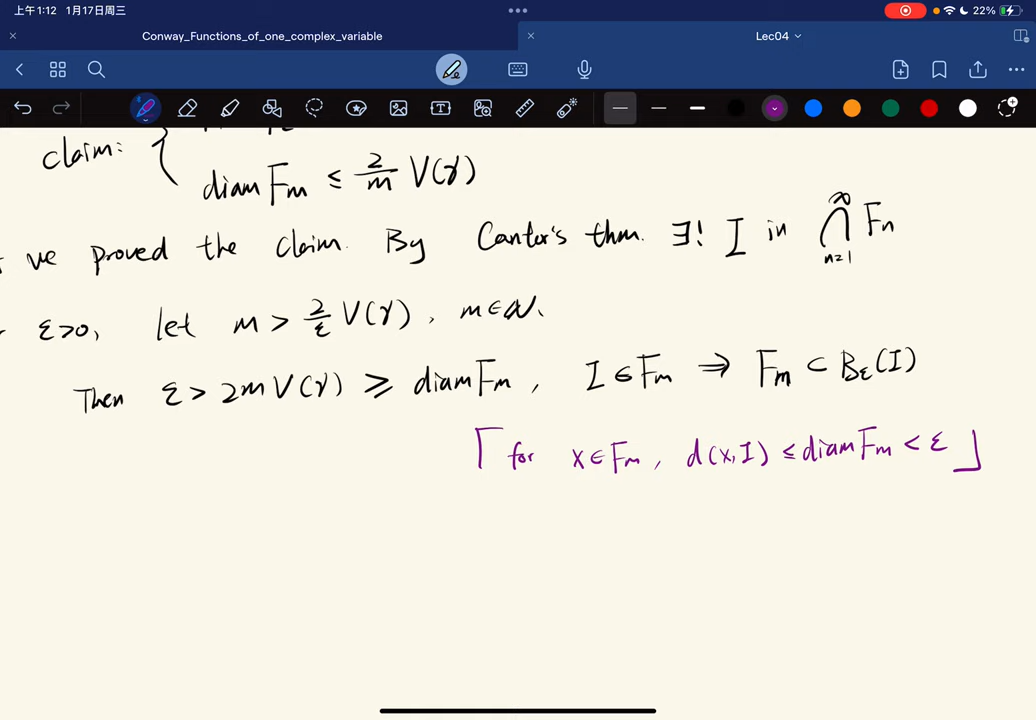 上午1:12 1月17日周三
22%
Conway_Functions_of_one_complex_variable
Lec04
claim:
diam Fm ≤ 2/m V(γ)
we proved the claim. By Cantor's thm. ∃! I in ⋂_{n=1}^∞ Fn
ε>0, let m > 2/ε V(γ), m∈ℕ.
Then ε > 2m V(γ) ≥ diam Fm, I ∈ Fm ⇒ Fm ⊂ Bε(I)
⌈ for x ∈ Fm, d(x,I) ≤ diam Fm < ε ⌋